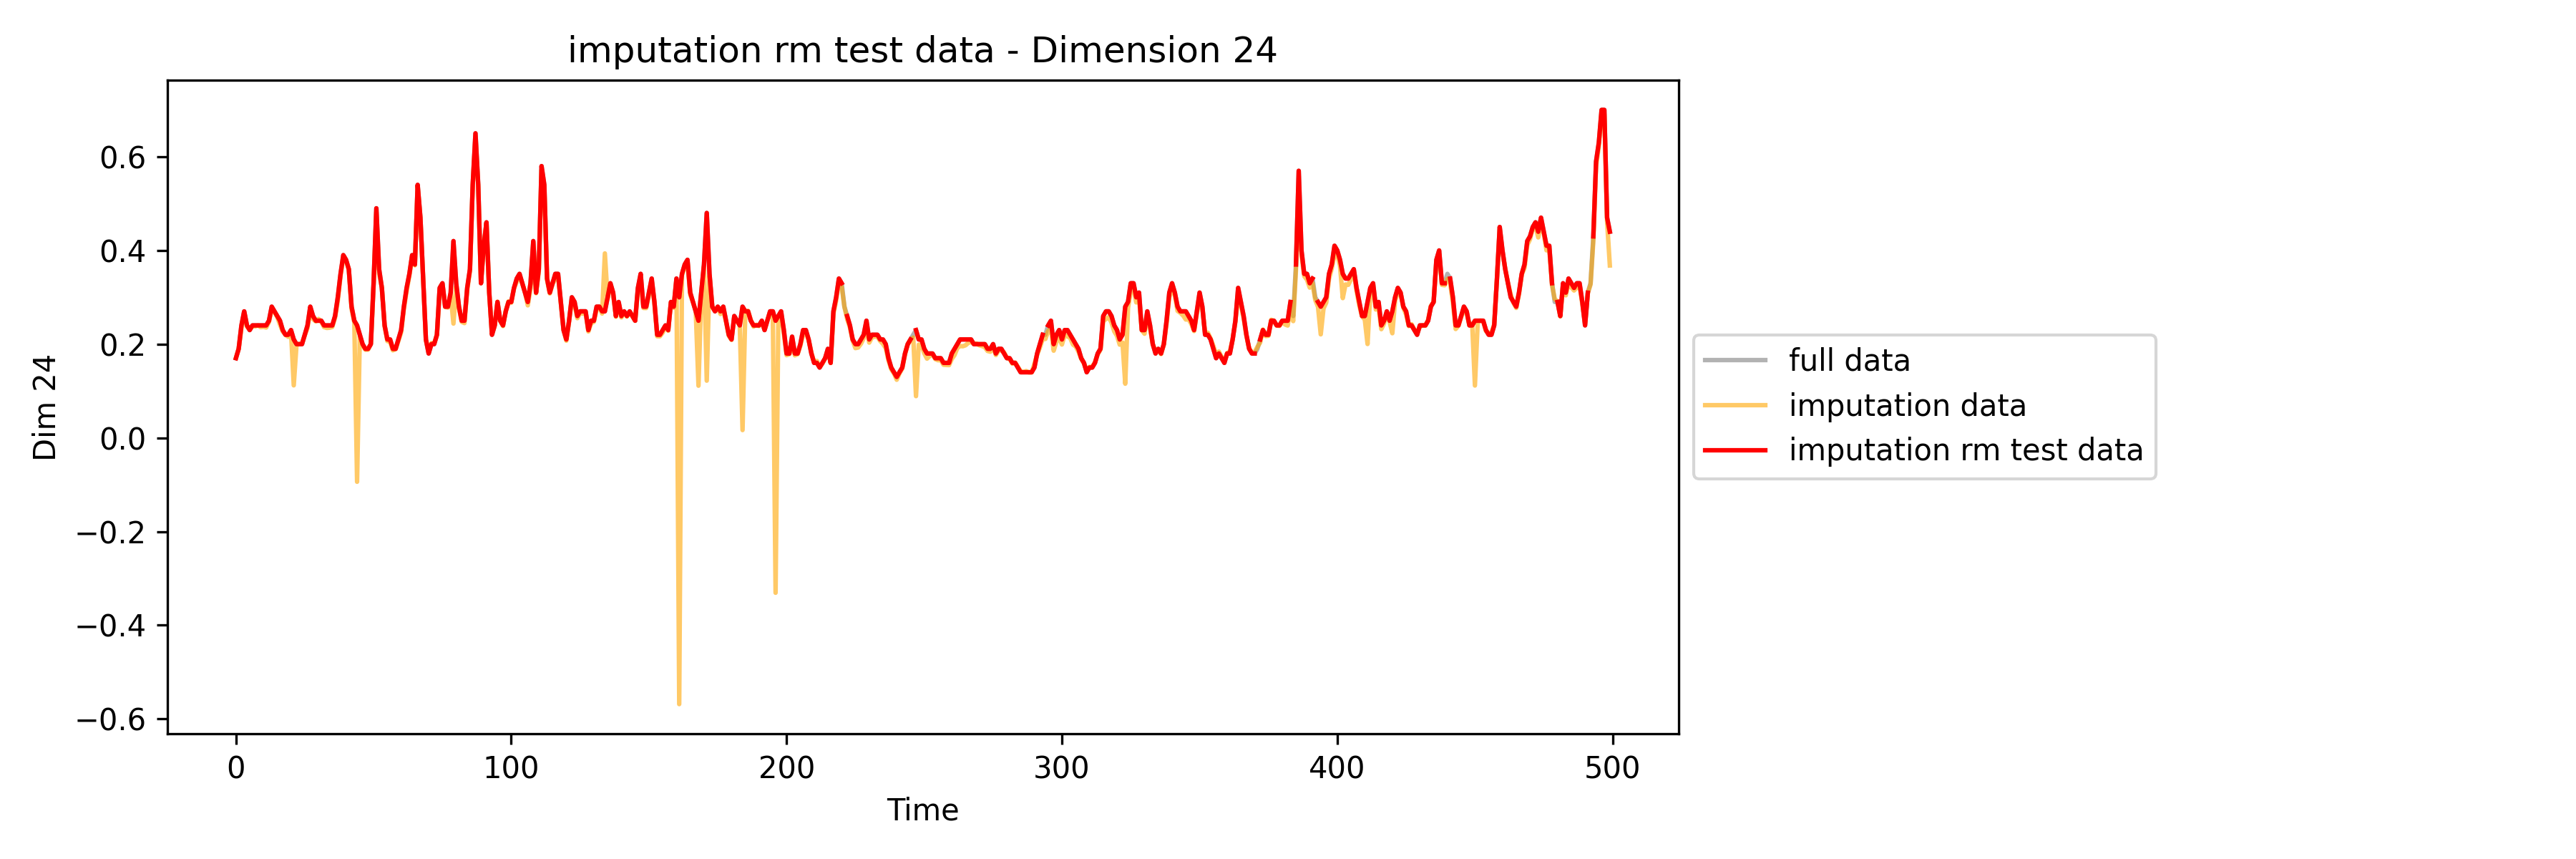 imputation rm test data - Dimension 24
Dim 24
0.6
0.4
0.2
0.0
−0.2
−0.4
−0.6
0 100 200 300 400 500
Time
full data
imputation data
imputation rm test data